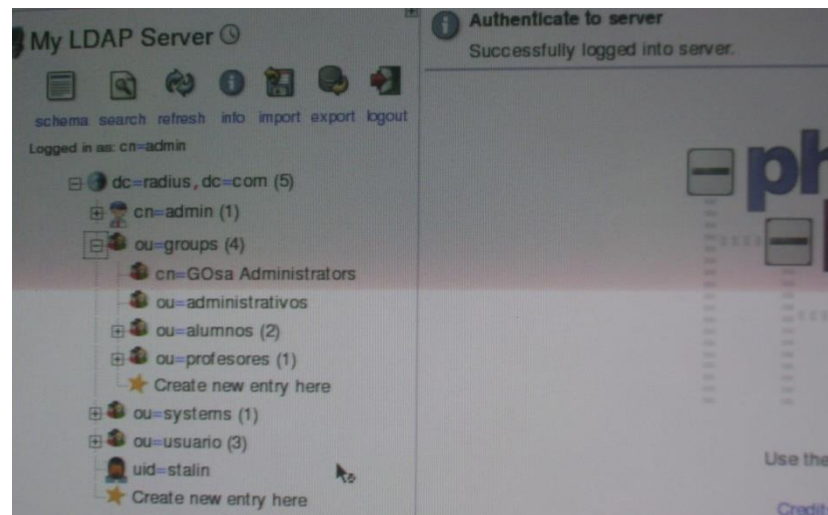 My LDAP Server
schema search refresh info import export logout
Logged in as: cn=admin
dc=radius,dc=com (5)
cn=admin (1)
ou=groups (4)
cn=GOsa Administrators
ou=administrativos
ou=alumnos (2)
ou=profesores (1)
Create new entry here
ou=systems (1)
ou=usuario (3)
uid=stalin
Create new entry here
Authenticate to server
Successfully logged into server.
ph
Use the
Credit